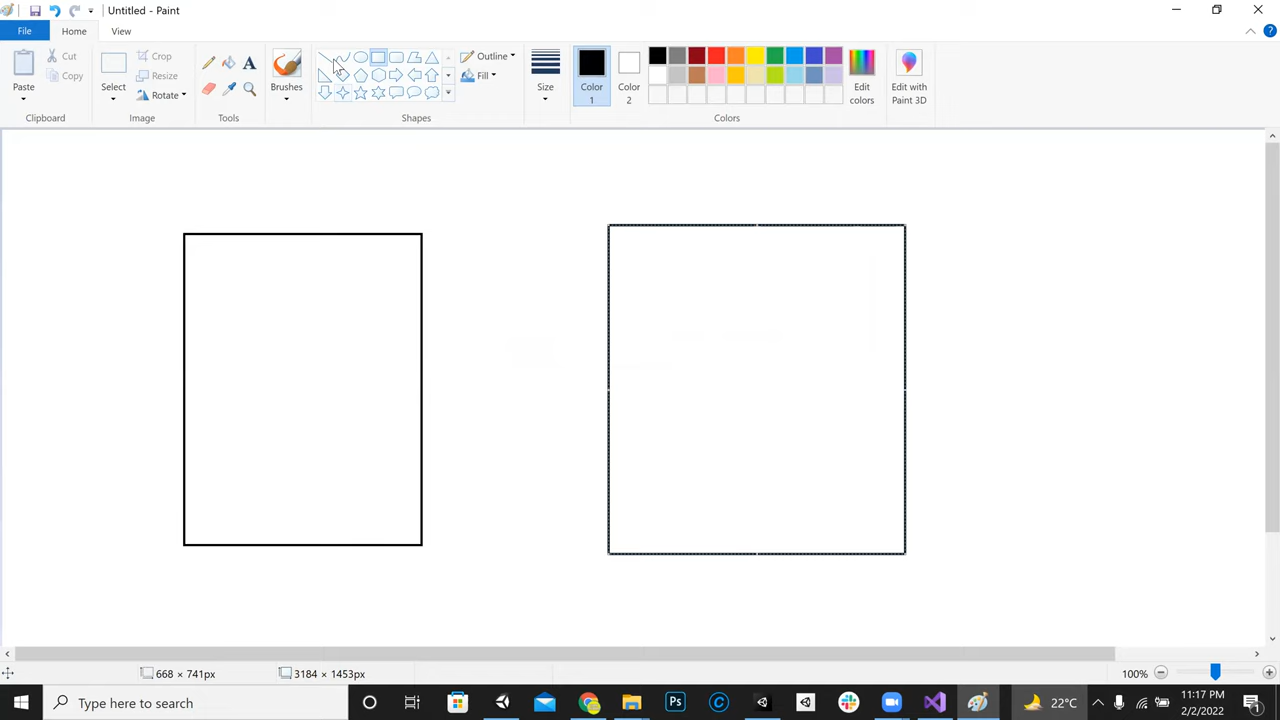 Untitled - Paint
File
Home
View
Paste
Cut
Copy
Clipboard
Select
Crop
Resize
Rotate
Image
A
Tools
Brushes
Outline
Fill
Shapes
Size
Color 1
Color 2
Edit colors
Colors
Edit with Paint 3D
668 × 741px
3184 × 1453px
100%
Type here to search
Ps
22°C
11:17 PM
2/2/2022